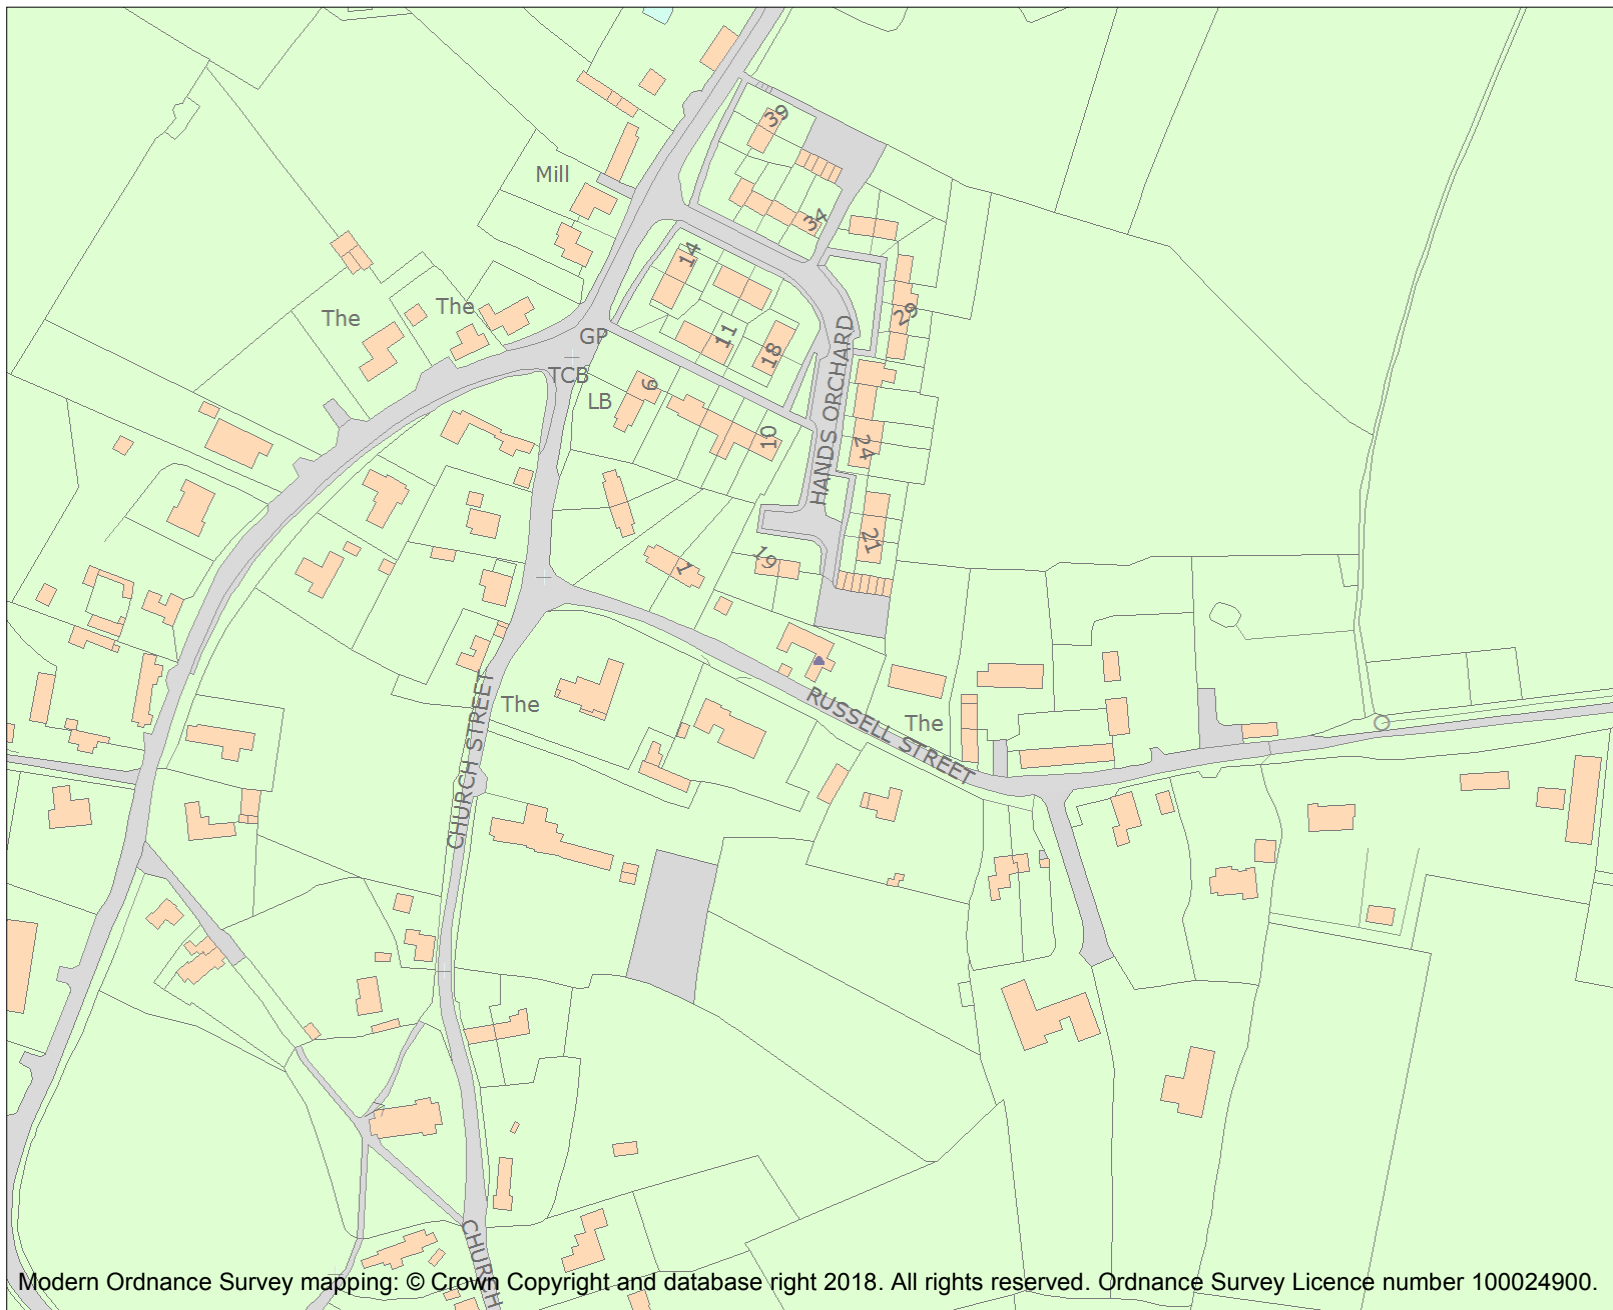 39
Mill
34
14
The
The
29
GP
11
18
TCB
6
LB
10
HANDS ORCHARD
24
21
19
1
CHURCH STREET
The
RUSSELL STREET
The
CHURCH
Modern Ordnance Survey mapping: © Crown Copyright and database right 2018. All rights reserved. Ordnance Survey Licence number 100024900.